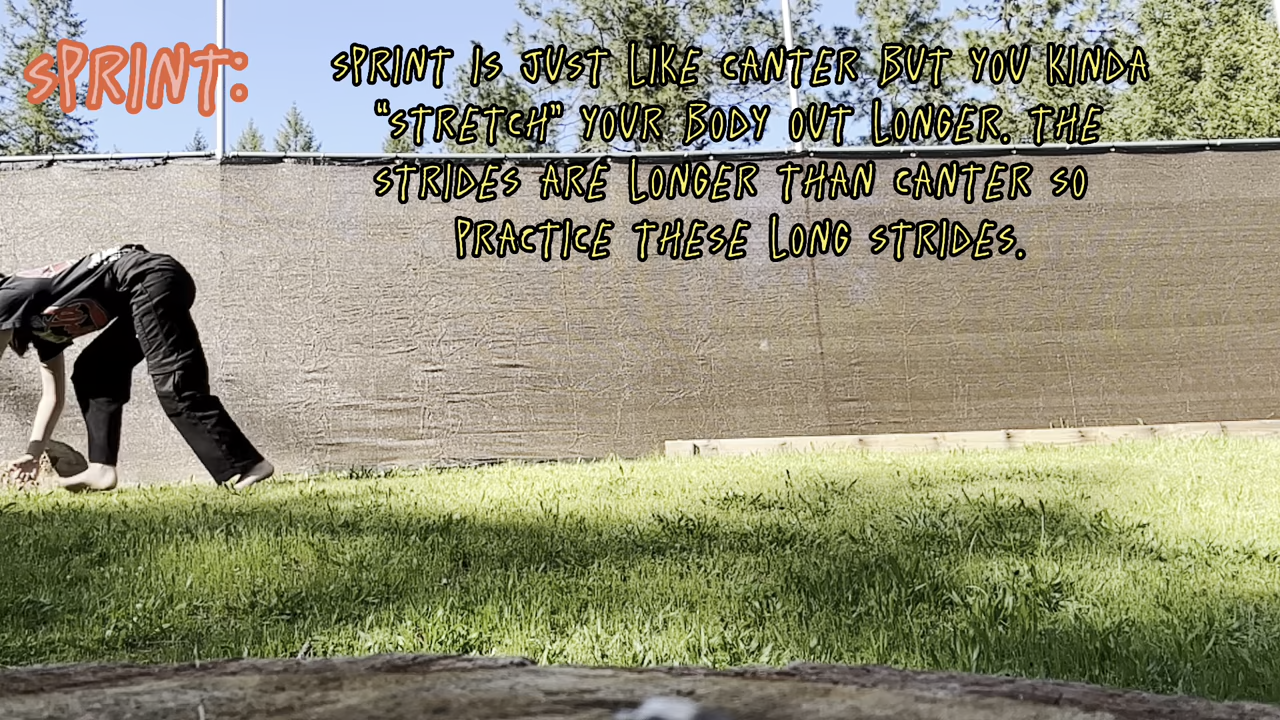 SPRINT:
SPRINT IS JUST LIKE CANTER BUT YOU KINDA
"STRETCH" YOUR BODY OUT LONGER. THE
STRIDES ARE LONGER THAN CANTER SO
PRACTICE THESE LONG STRIDES.